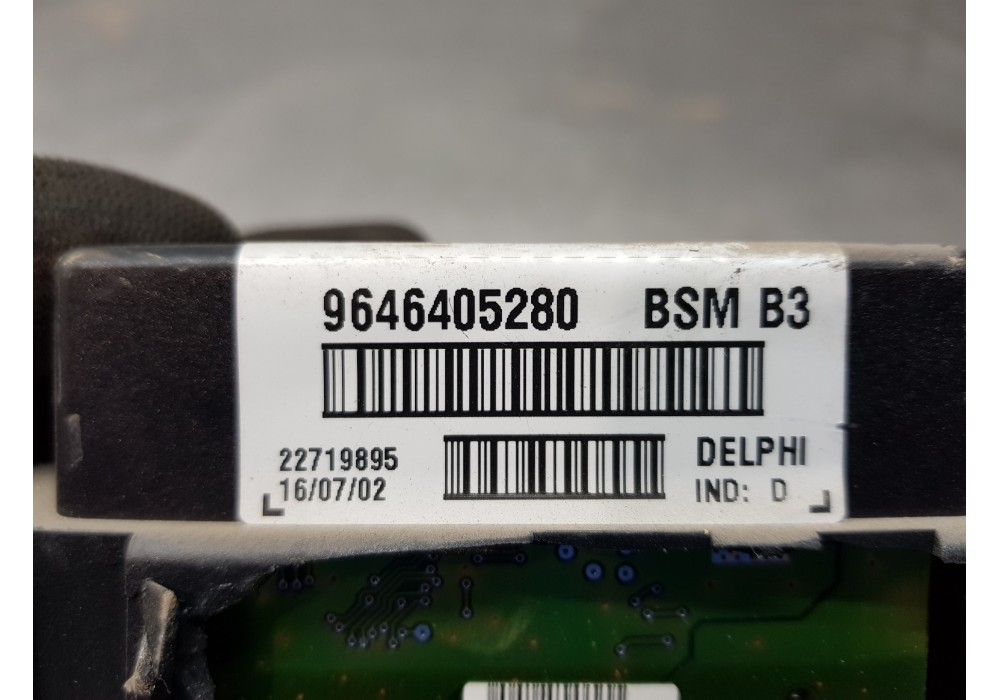 9646405280 BSM B3
22719895 DELPHI
16/07/02 IND: D